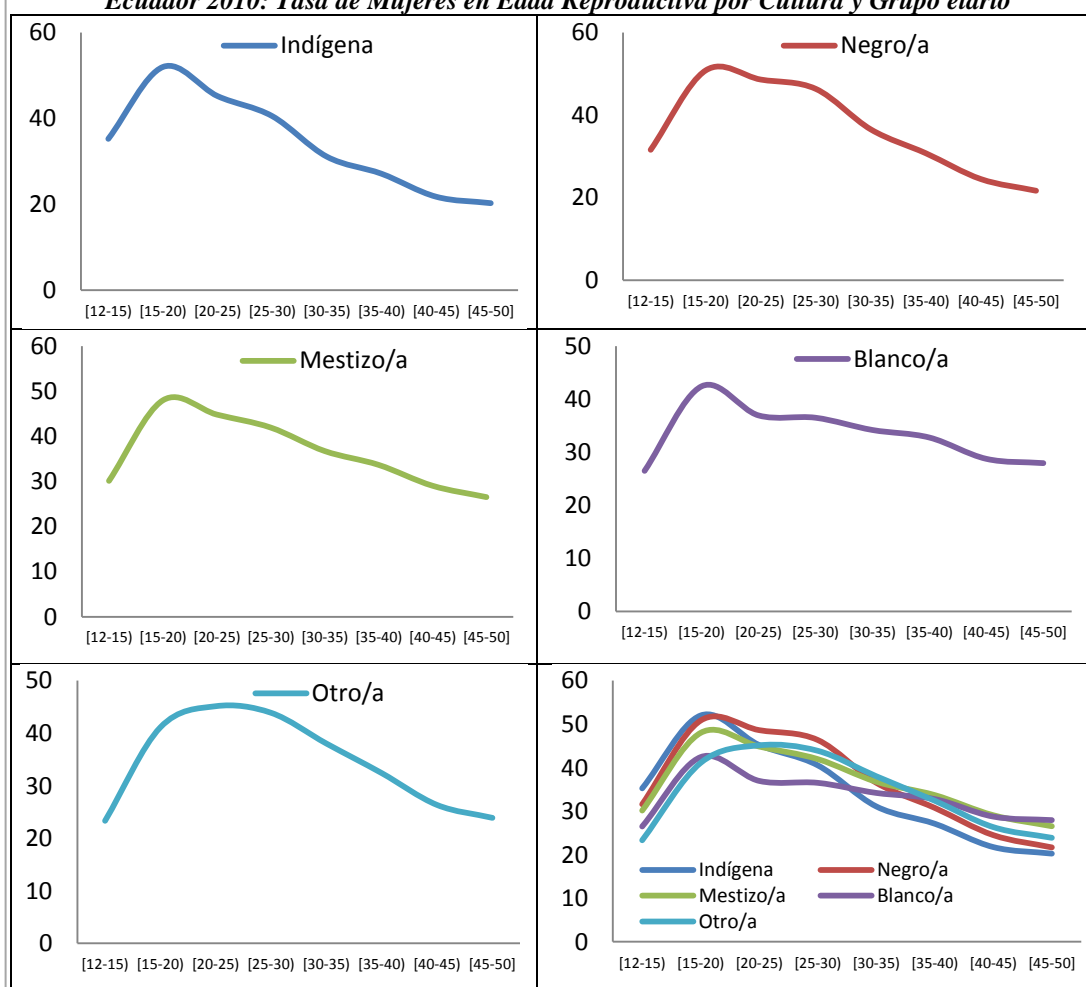 Ecuador 2010: Tasa de Mujeres en Edad Reproductiva por Cultura y Grupo etario
Indígena
60
40
20
0
[12-15) [15-20) [20-25) [25-30) [30-35) [35-40) [40-45) [45-50]
Negro/a
60
40
20
0
[12-15) [15-20) [20-25) [25-30) [30-35) [35-40) [40-45) [45-50]
Mestizo/a
60
50
40
30
20
10
0
[12-15) [15-20) [20-25) [25-30) [30-35) [35-40) [40-45) [45-50]
Blanco/a
50
40
30
20
10
0
[12-15) [15-20) [20-25) [25-30) [30-35) [35-40) [40-45) [45-50]
Otro/a
50
40
30
20
10
0
[12-15) [15-20) [20-25) [25-30) [30-35) [35-40) [40-45) [45-50]
60
50
40
30
20
10
0
Indígena Negro/a
Mestizo/a Blanco/a
Otro/a
[12-15) [15-20) [20-25) [25-30) [30-35) [35-40) [40-45) [45-50]